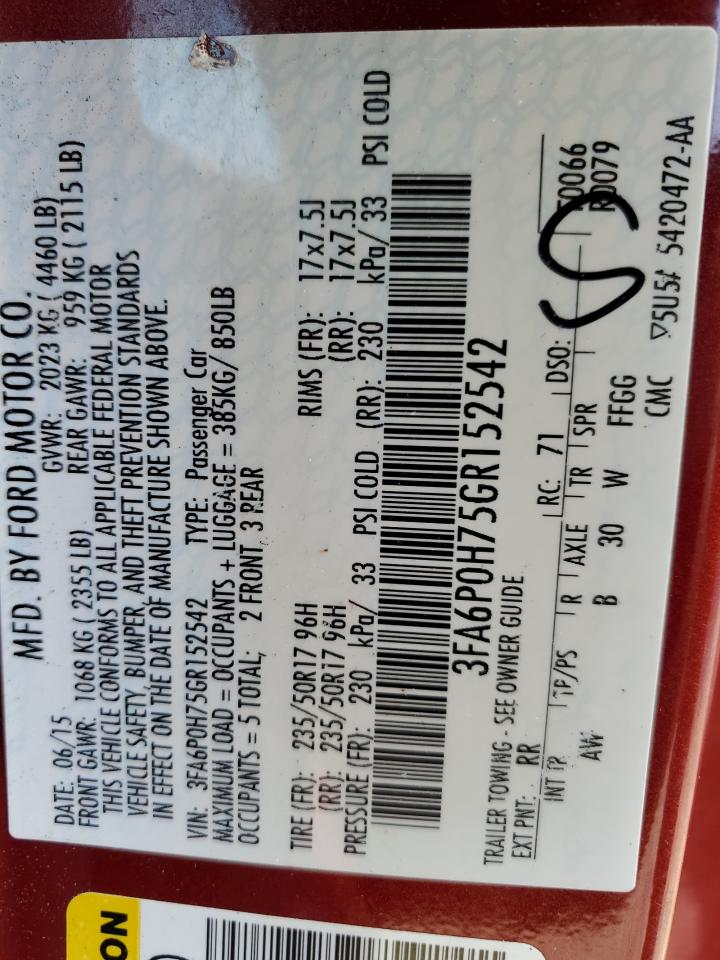 MFD. BY FORD MOTOR CO.
DATE: 06/15 GVWR: 2023 KG ( 4460 LB)
FRONT GAWR: 1068 KG ( 2355 LB) REAR GAWR: 959 KG ( 2115 LB)
THIS VEHICLE CONFORMS TO ALL APPLICABLE FEDERAL MOTOR
VEHICLE SAFETY, BUMPER, AND THEFT PREVENTION STANDARDS
IN EFFECT ON THE DATE OF MANUFACTURE SHOWN ABOVE.
VIN: 3FA6P0H75GR152542 TYPE: Passenger Car
MAXIMUM LOAD = OCCUPANTS + LUGGAGE = 385KG/ 850LB
OCCUPANTS = 5 TOTAL; 2 FRONT, 3 REAR
TIRE (FR): 235/50R17 96H RIMS (FR): 17x7.5J
(RR): 235/50R17 96H (RR): 17x7.5J
PRESSURE (FR): 230 kPa/ 33 PSI COLD (RR): 230 kPa/ 33 PSI COLD
3FA6P0H75GR152542
TRAILER TOWING - SEE OWNER GUIDE
EXT PNT: RR RC: 71 DSO:
R0079
INT TR TP/PS R AXLE TR SPR
AW B 30 W FFGG
CMC 5420472-AA
ON